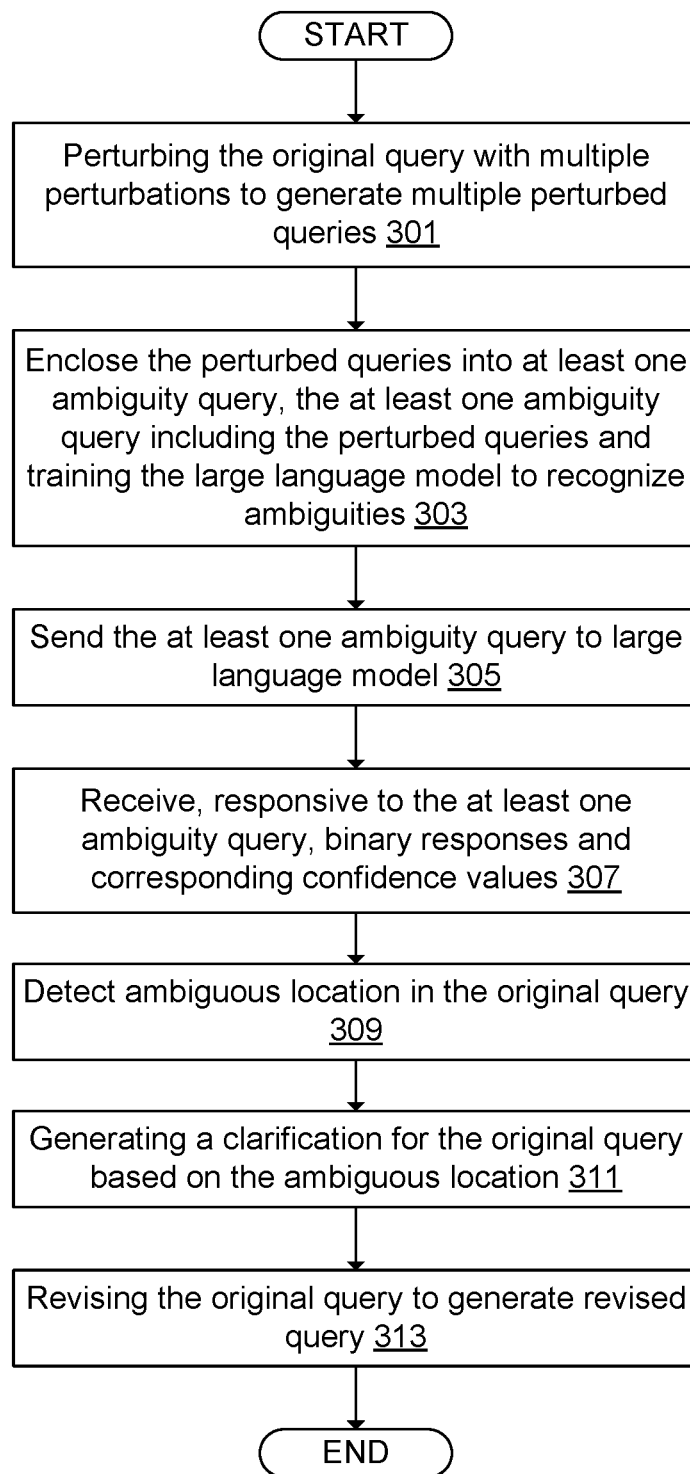 START
Perturbing the original query with multiple
perturbations to generate multiple perturbed
queries 301
Enclose the perturbed queries into at least one
ambiguity query, the at least one ambiguity
query including the perturbed queries and
training the large language model to recognize
ambiguities 303
Send the at least one ambiguity query to large
language model 305
Receive, responsive to the at least one
ambiguity query, binary responses and
corresponding confidence values 307
Detect ambiguous location in the original query
309
Generating a clarification for the original query
based on the ambiguous location 311
Revising the original query to generate revised
query 313
END